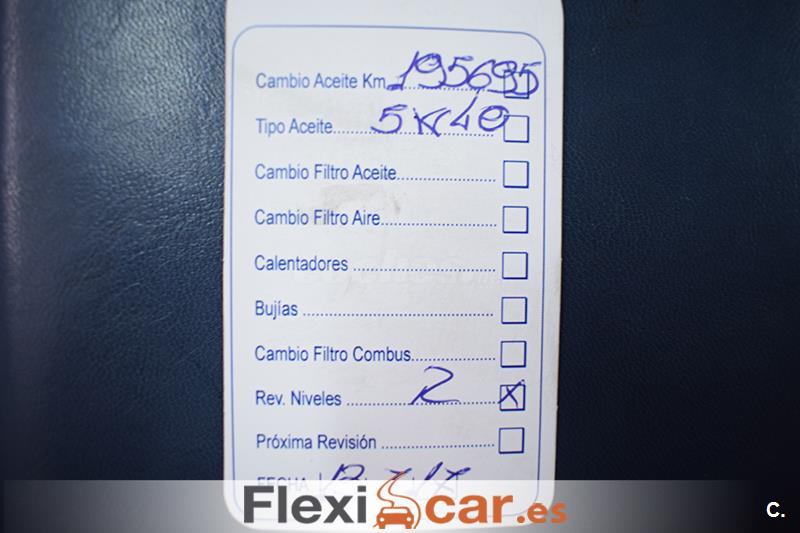 Cambio Aceite Km 195695
Tipo Aceite 5W40
Cambio Filtro Aceite
Cambio Filtro Aire
Calentadores
Bujías
Cambio Filtro Combus.
Rev. Niveles R X
Próxima Revisión
FECHA
Flexicar.es
C.